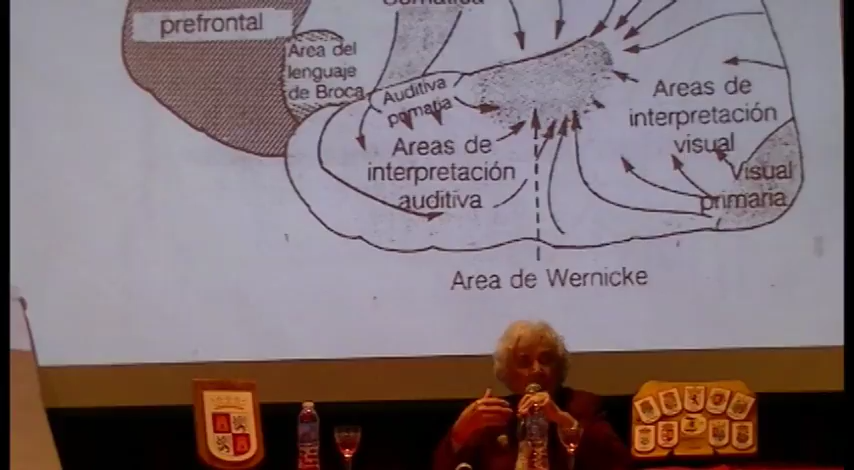 Somática
prefrontal
Area del
lenguaje
de Broca
Auditiva
primaria
Areas de
interpretación
auditiva
Areas de
interpretación
visual
Visual
primaria
Area de Wernicke